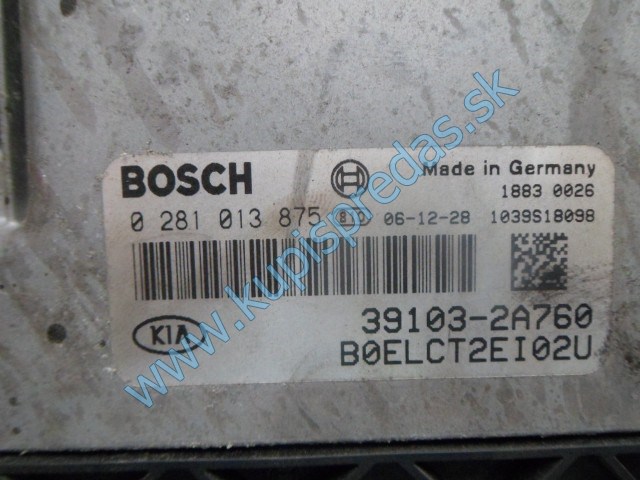 BOSCH
Made in Germany
1883 0026
0 281 013 875 06-12-28 1039S18098
39103-2A760
KIA
B0ELCT2EI02U
www.kupispredas.sk